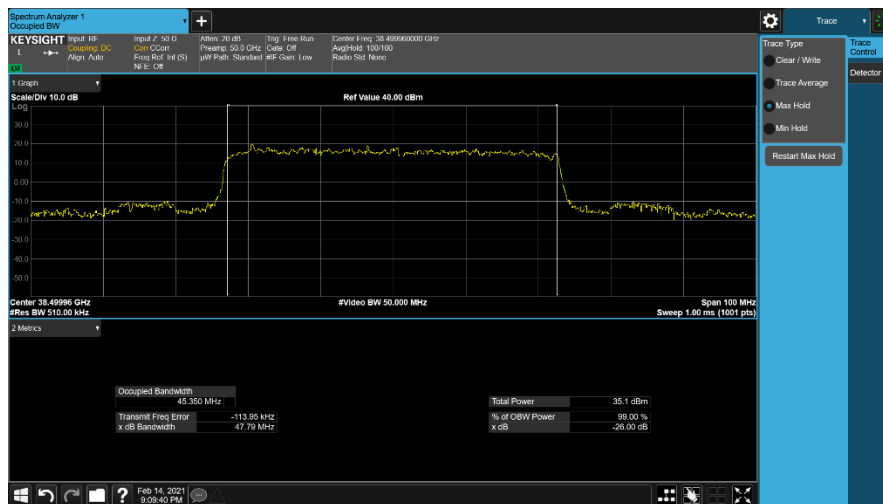 Spectrum Analyzer 1
Occupied BW
+
Trace
KEYSIGHT
Input: RF
Input Z: 50 Ω
Atten: 20 dB
Trig: Free Run
Center Freq: 38.499960000 GHz
L
Coupling: DC
Corr CCorr
Preamp: 50.0 GHz
Gate: Off
Avg|Hold: 100/100
Align: Auto
Freq Ref: Int (S)
µW Path: Standard
#IF Gain: Low
Radio Std: None
NFE: Off
Trace Type
Clear / Write
Trace Average
Max Hold
Min Hold
Restart Max Hold
Trace
Control
Detector
1 Graph
Scale/Div 10.0 dB
Ref Value 40.00 dBm
Log
30.0
20.0
10.0
0.00
-10.0
-20.0
-30.0
-40.0
-50.0
Center 38.49996 GHz
#Video BW 50.000 MHz
Span 100 MHz
#Res BW 510.00 kHz
Sweep 1.00 ms (1001 pts)
2 Metrics
Occupied Bandwidth
45.350 MHz
Total Power 35.1 dBm
Transmit Freq Error -113.95 kHz
% of OBW Power 99.00 %
x dB Bandwidth 47.79 MHz
x dB -26.00 dB
?
Feb 14, 2021
9:09:40 PM